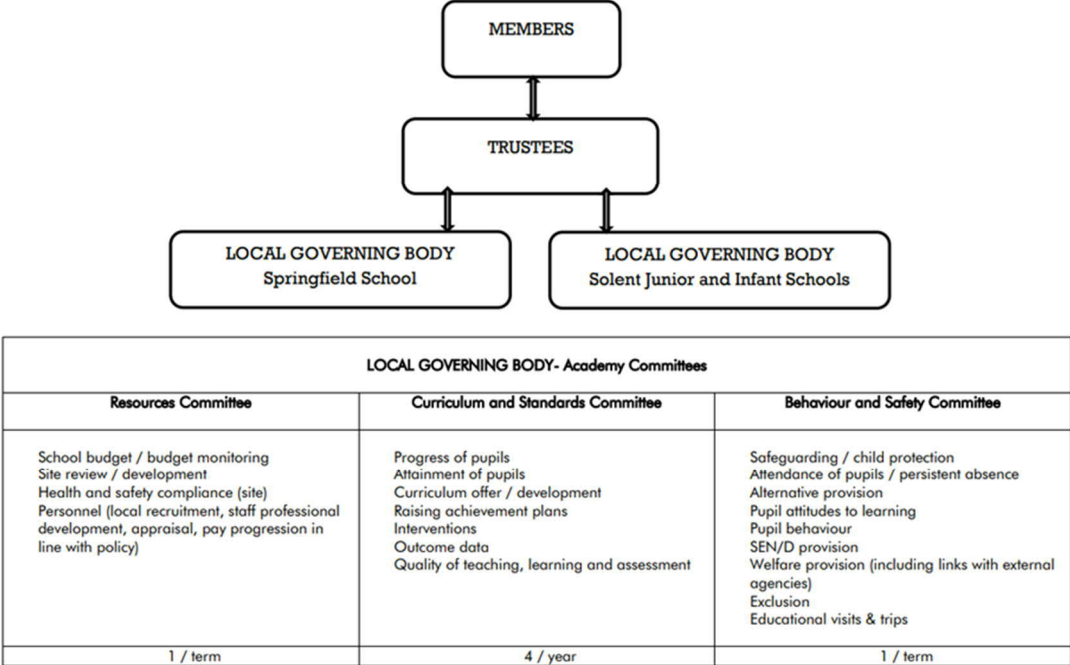 MEMBERS
TRUSTEES
LOCAL GOVERNING BODY
Springfield School
LOCAL GOVERNING BODY
Solent Junior and Infant Schools
LOCAL GOVERNING BODY- Academy Committees
Resources Committee
Curriculum and Standards Committee
Behaviour and Safety Committee
School budget / budget monitoring
Site review / development
Health and safety compliance (site)
Personnel (local recruitment, staff professional
development, appraisal, pay progression in
line with policy)
Progress of pupils
Attainment of pupils
Curriculum offer / development
Raising achievement plans
Interventions
Outcome data
Quality of teaching, learning and assessment
Safeguarding / child protection
Attendance of pupils / persistent absence
Alternative provision
Pupil attitudes to learning
Pupil behaviour
SEN/D provision
Welfare provision (including links with external
agencies)
Exclusion
Educational visits & trips
1 / term
4 / year
1 / term